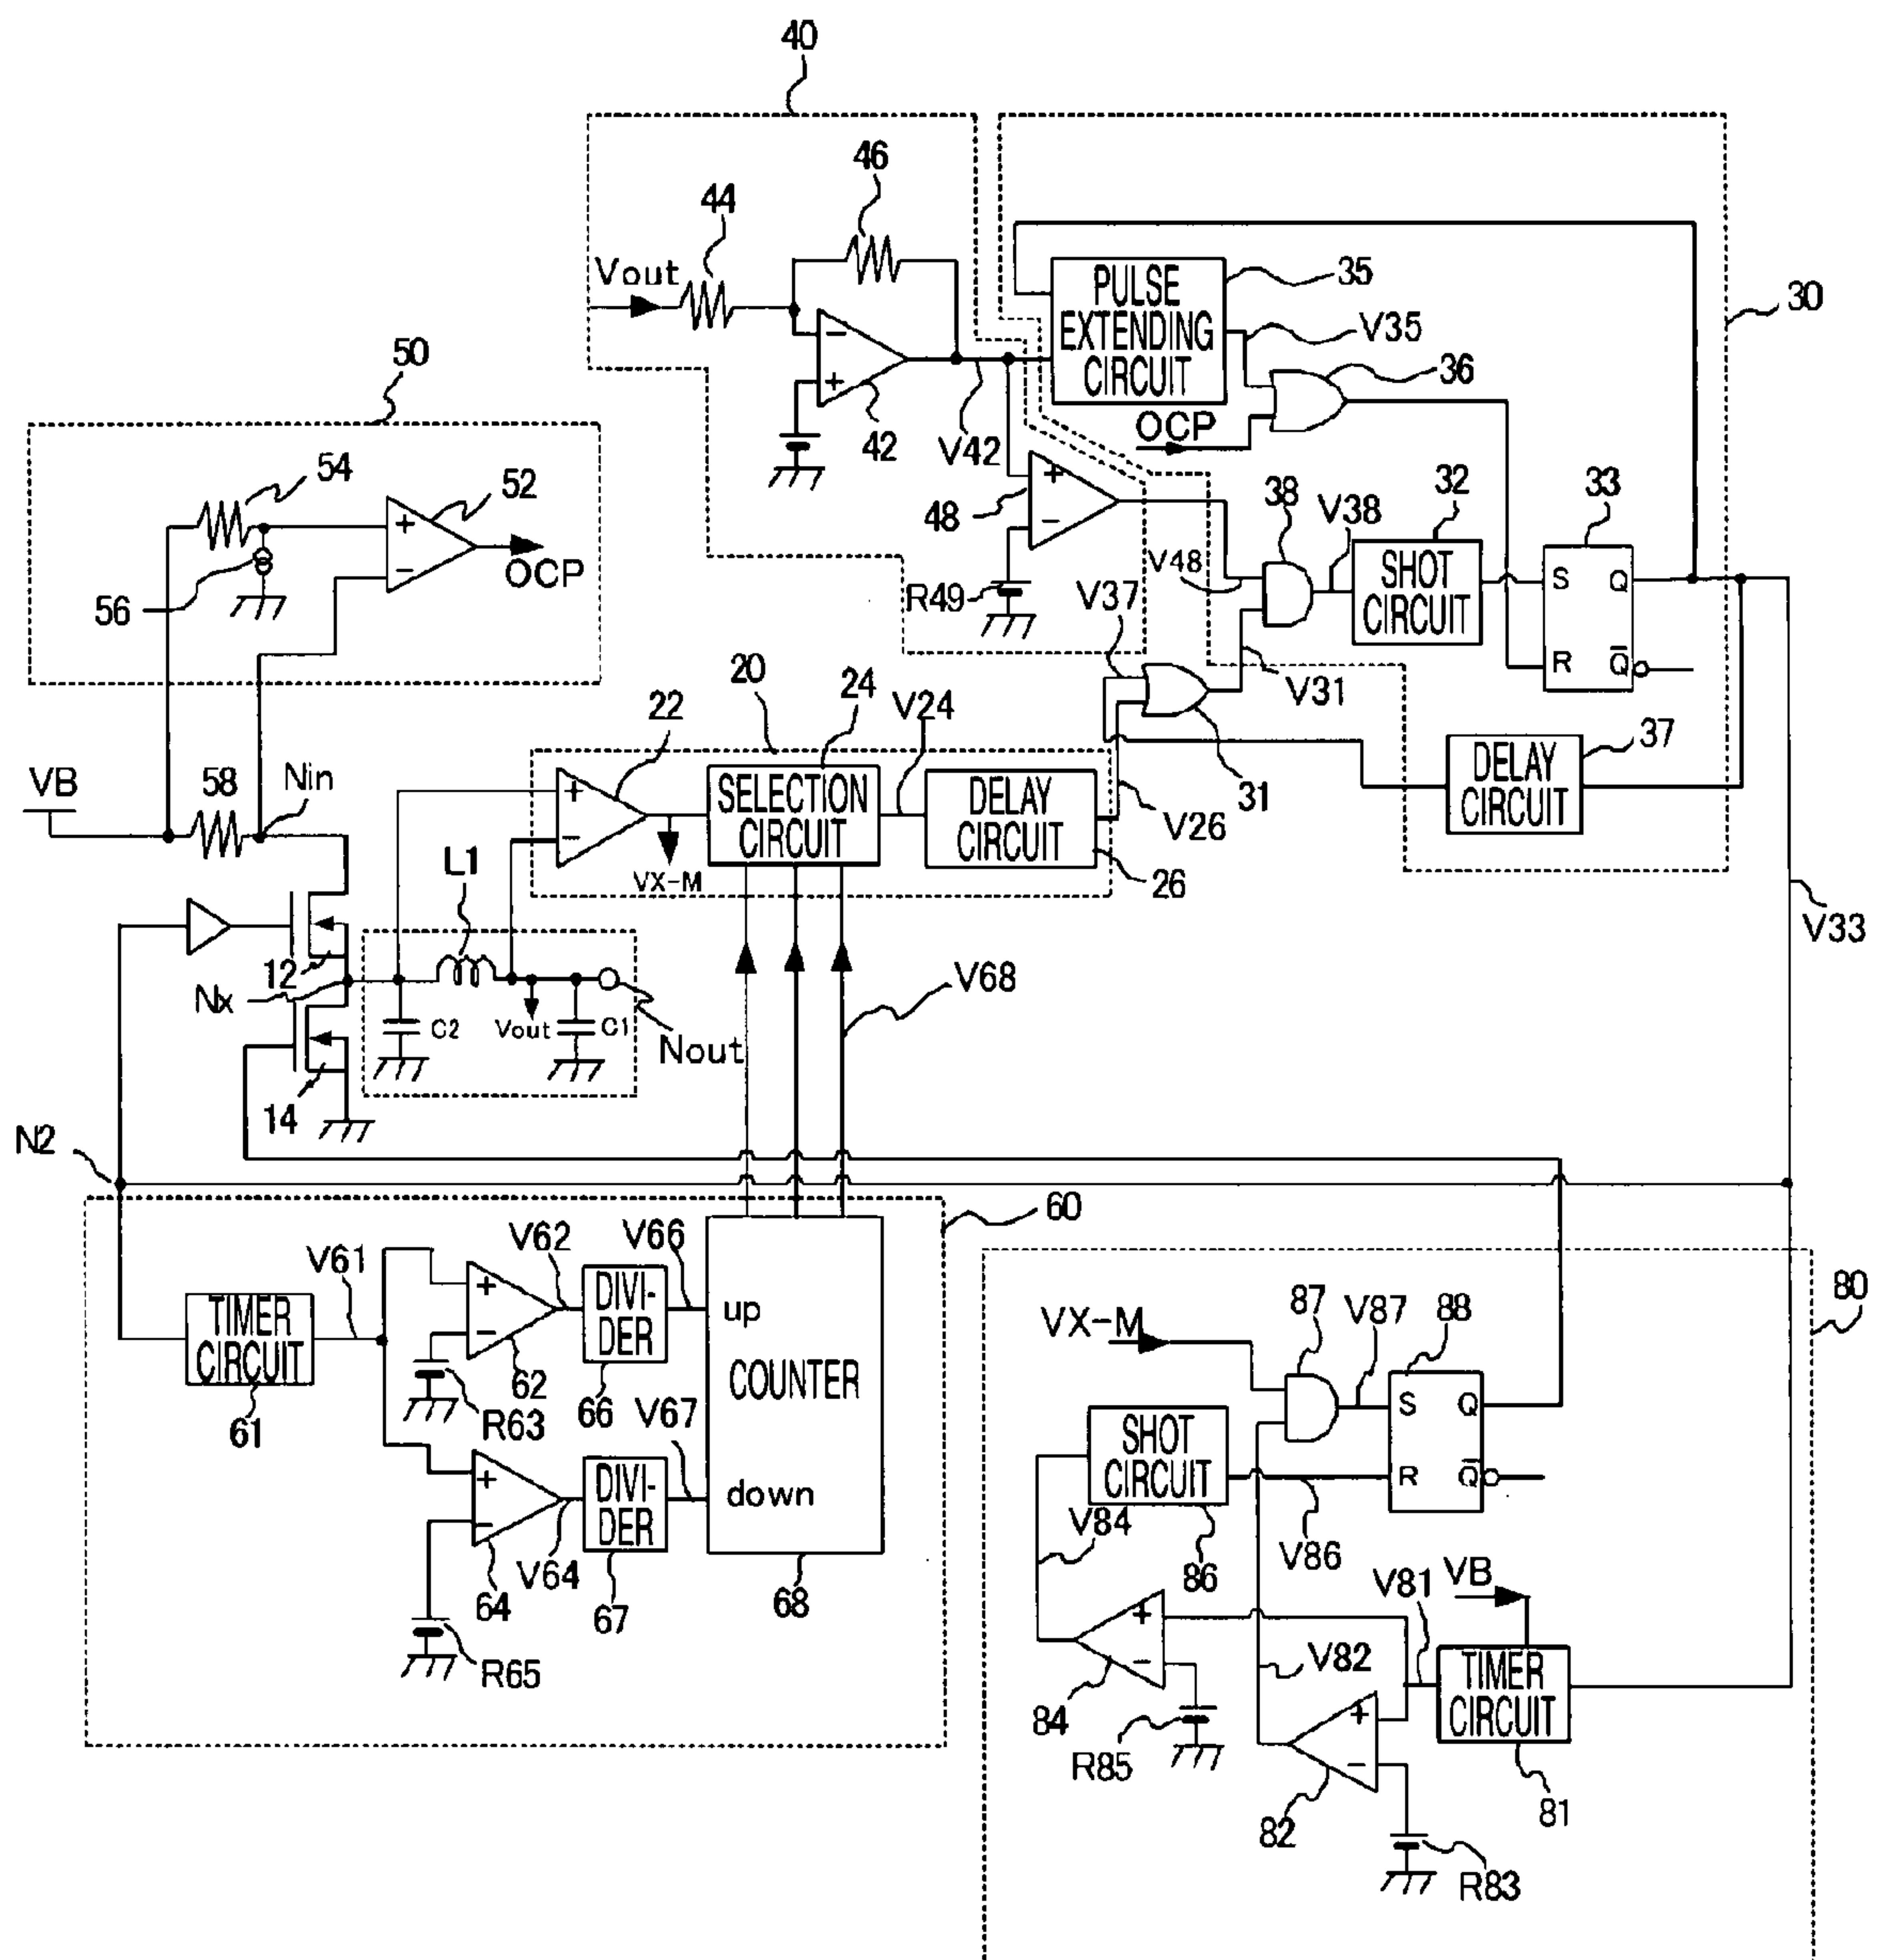 40
46
44
Vout
PULSE
EXTENDING
CIRCUIT
35
30
V35
36
OCP
42
V42
50
54
52
OCP
56
48
R49
V48
38
V38
32
33
SHOT
CIRCUIT
S
Q
R
Q̅
V37
V31
31
DELAY
CIRCUIT
37
20
24
V24
22
SELECTION
CIRCUIT
DELAY
CIRCUIT
V26
26
VX-M
VB
58
Nin
L1
12
Nx
C2
Vout
C1
Nout
14
N2
V68
V33
60
V61
TIMER
CIRCUIT
61
V62
V66
DIVI-
DER
62
66
R63
V67
up
COUNTER
down
DIVI-
DER
V64
64
67
68
R65
80
VX-M
87
V87
88
S
Q
R
Q̅
SHOT
CIRCUIT
V84
86
V86
V81
VB
TIMER
CIRCUIT
81
V82
84
R85
82
R83
+
−
+
−
+
−
+
−
+
−
+
−
+
−
+
−